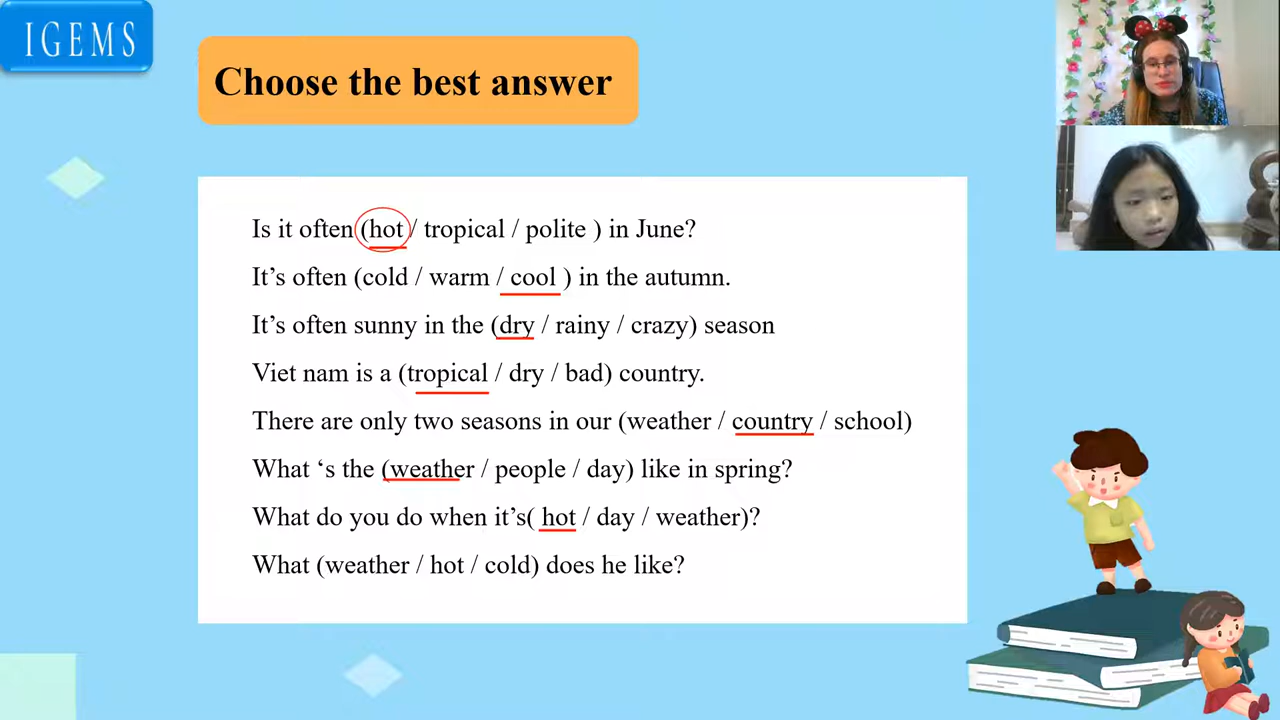 IGEMS
Choose the best answer
Is it often (hot / tropical / polite ) in June?
It’s often (cold / warm / cool ) in the autumn.
It’s often sunny in the (dry / rainy / crazy) season
Viet nam is a (tropical / dry / bad) country.
There are only two seasons in our (weather / country / school)
What ‘s the (weather / people / day) like in spring?
What do you do when it’s( hot / day / weather)?
What (weather / hot / cold) does he like?